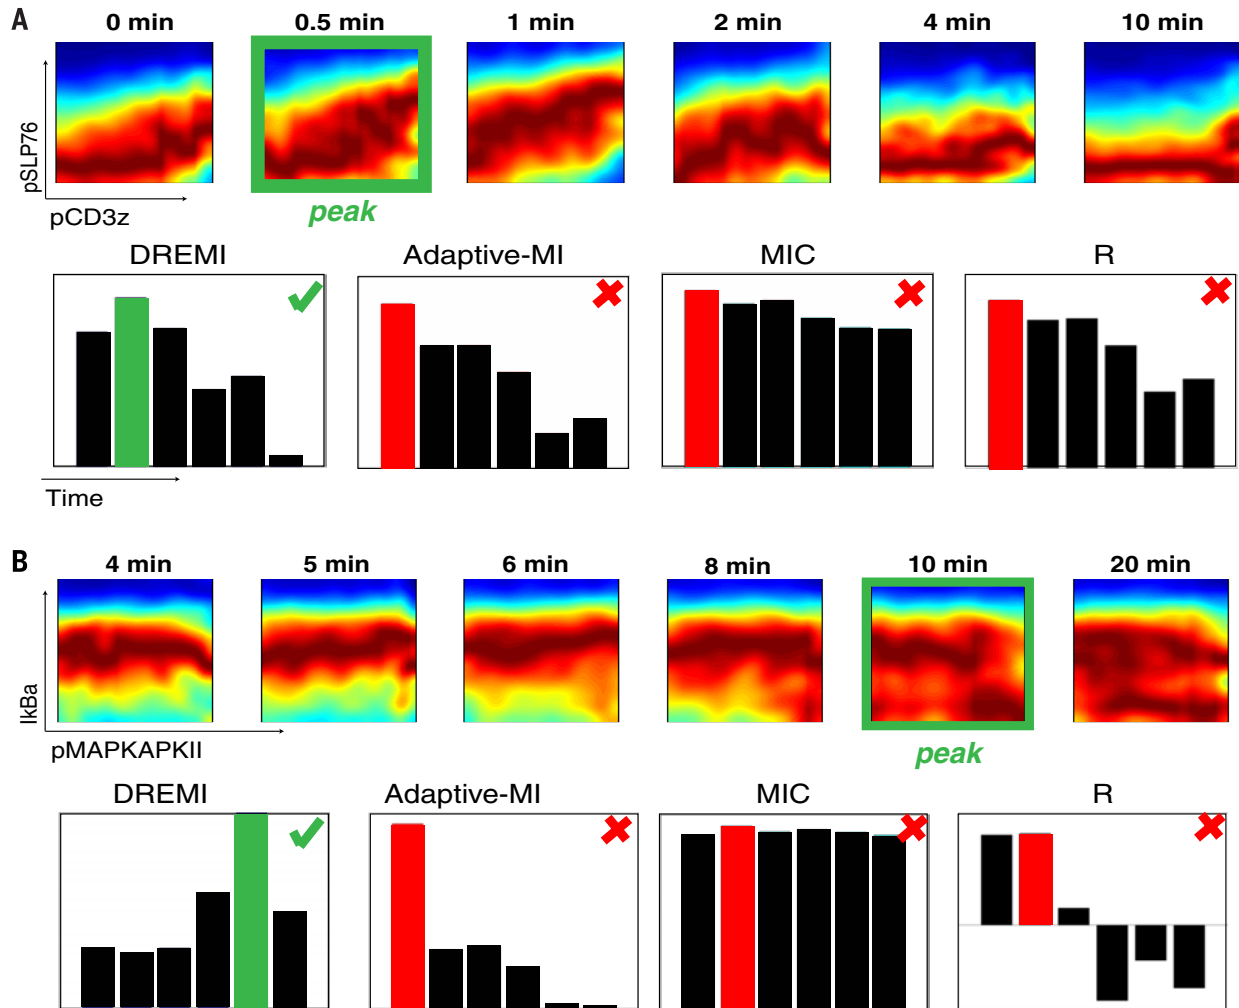 A
0 min 0.5 min 1 min 2 min 4 min 10 min
pSLP76
pCD3z
peak
DREMI Adaptive-MI MIC R
Time
B
4 min 5 min 6 min 8 min 10 min 20 min
IkBa
pMAPKAPKII
peak
DREMI Adaptive-MI MIC R